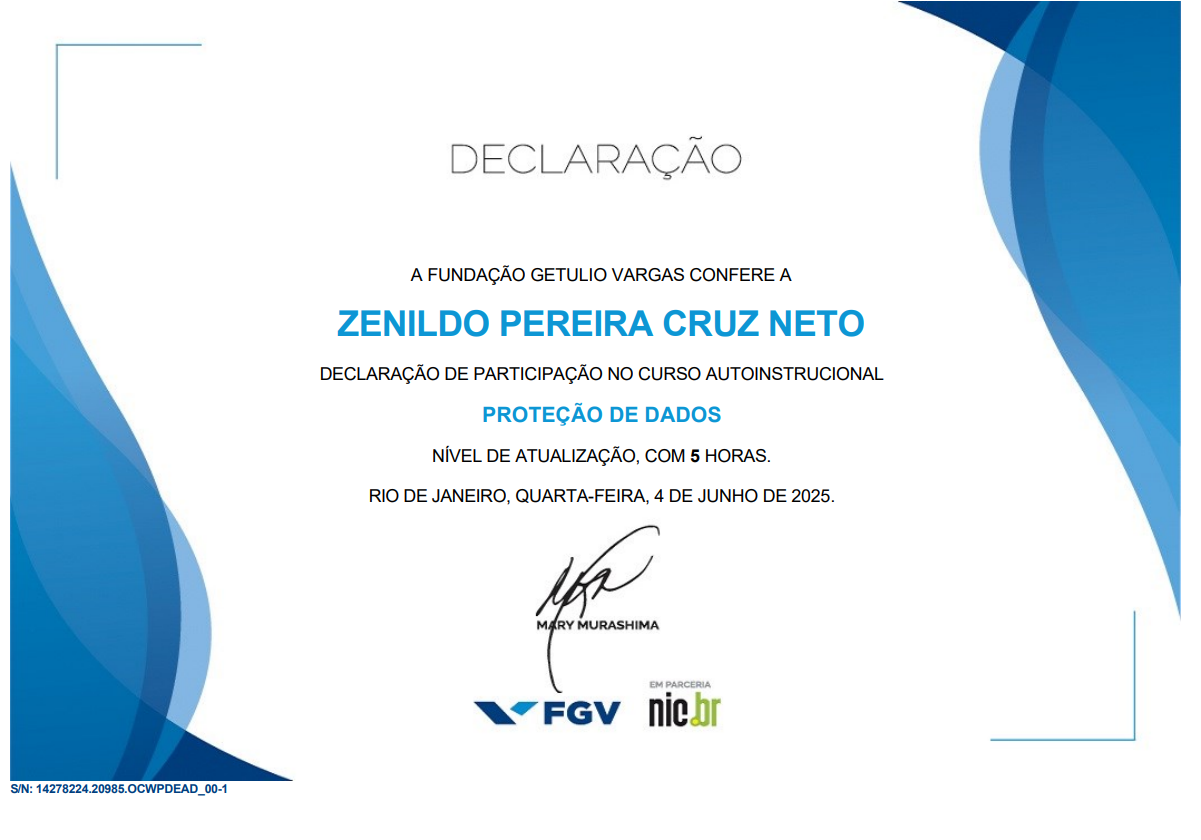 DECLARAÇÃO
A FUNDAÇÃO GETULIO VARGAS CONFERE A
ZENILDO PEREIRA CRUZ NETO
DECLARAÇÃO DE PARTICIPAÇÃO NO CURSO AUTOINSTRUCIONAL
PROTEÇÃO DE DADOS
NÍVEL DE ATUALIZAÇÃO, COM 5 HORAS.
RIO DE JANEIRO, QUARTA-FEIRA, 4 DE JUNHO DE 2025.
MARY MURASHIMA
EM PARCERIA
FGV nic.br
S/N: 14278224.20985.OCWPDEAD_00-1